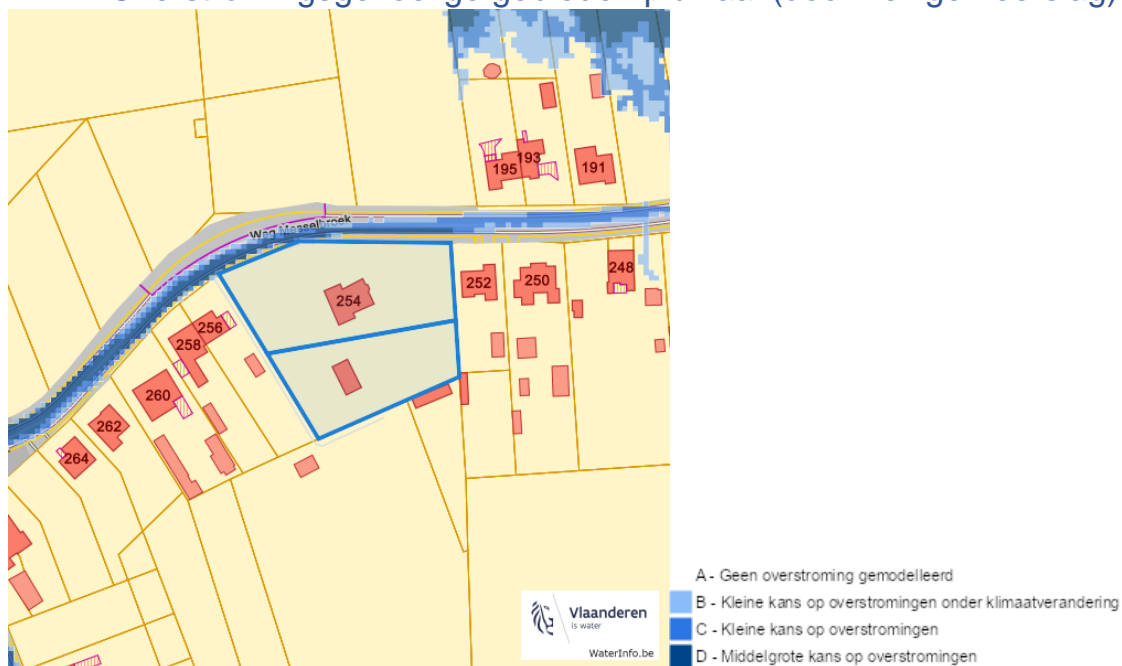 (door
195
193
191
Weg Messelbroek
254
252
250
248
256
258
260
262
264
Vlaanderen
is water
WaterInfo.be
A - Geen overstroming gemodelleerd
B - Kleine kans op overstromingen onder klimaatverandering
C - Kleine kans op overstromingen
D - Middelgrote kans op overstromingen